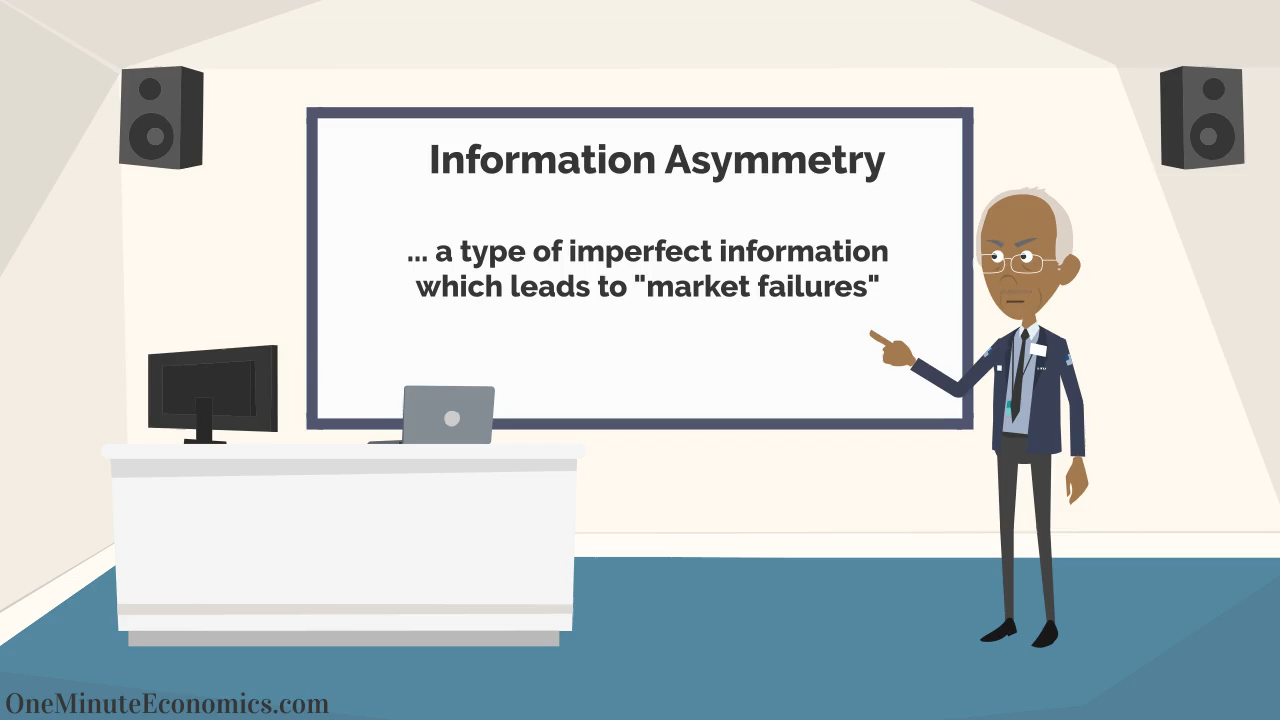 Information Asymmetry
... a type of imperfect information
which leads to "market failures"
OneMinuteEconomics.com